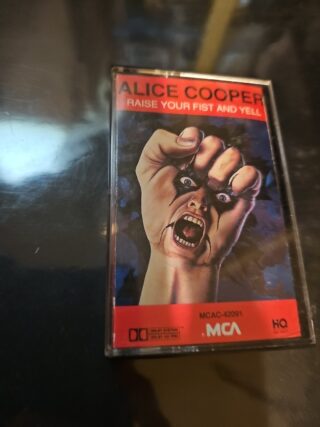 ALICE COOPER
RAISE YOUR FIST AND YELL
MCAC-42091
MCA
HQ